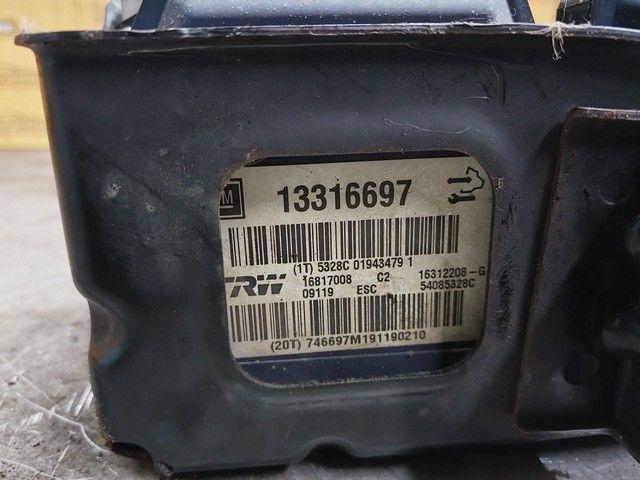 GM 13316697
(1T) 5328C 01943479 1
TRW 16817008 C2 16312208-G
09119 ESC 54085328C
(20T) 746697M191190210